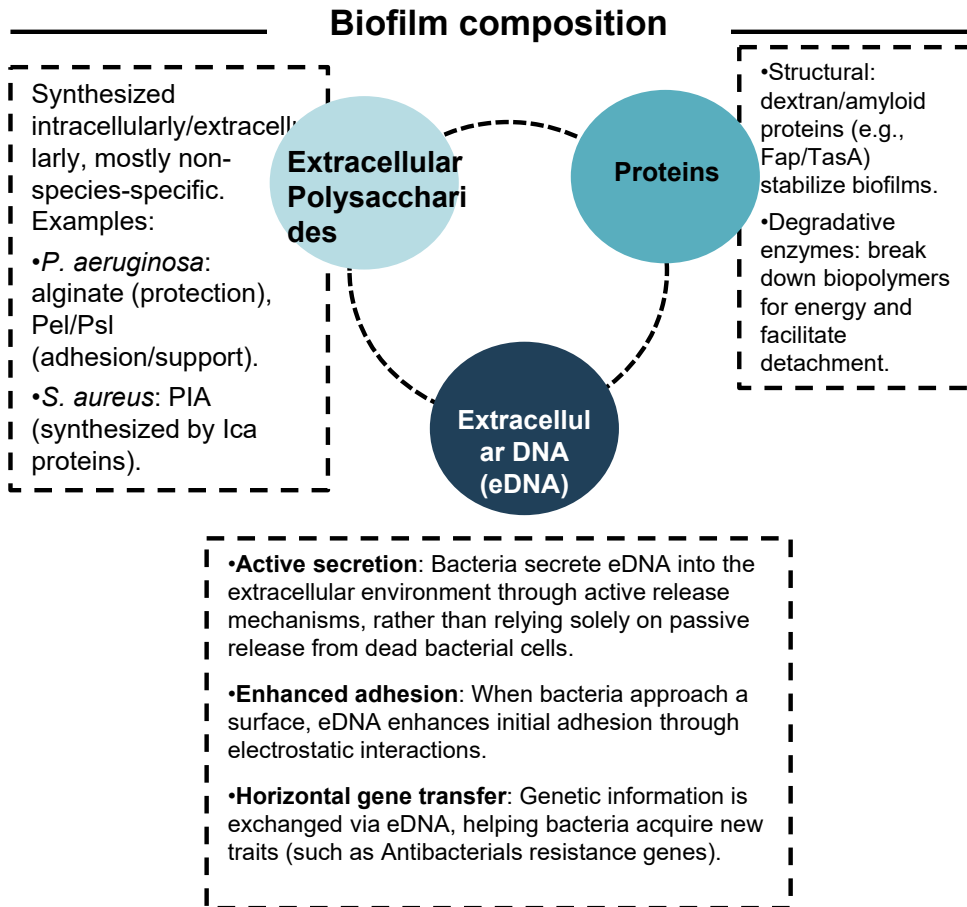 Biofilm composition
Synthesized
intracellularly/extracellu
larly, mostly non-
species-specific.
Examples:
•P. aeruginosa:
alginate (protection),
Pel/Psl
(adhesion/support).
•S. aureus: PIA
(synthesized by Ica
proteins).
Extracellular
Polysacchari
des
Proteins
•Structural:
dextran/amyloid
proteins (e.g.,
Fap/TasA)
stabilize biofilms.
•Degradative
enzymes: break
down biopolymers
for energy and
facilitate
detachment.
Extracellul
ar DNA
(eDNA)
•Active secretion: Bacteria secrete eDNA into the
extracellular environment through active release
mechanisms, rather than relying solely on passive
release from dead bacterial cells.
•Enhanced adhesion: When bacteria approach a
surface, eDNA enhances initial adhesion through
electrostatic interactions.
•Horizontal gene transfer: Genetic information is
exchanged via eDNA, helping bacteria acquire new
traits (such as Antibacterials resistance genes).